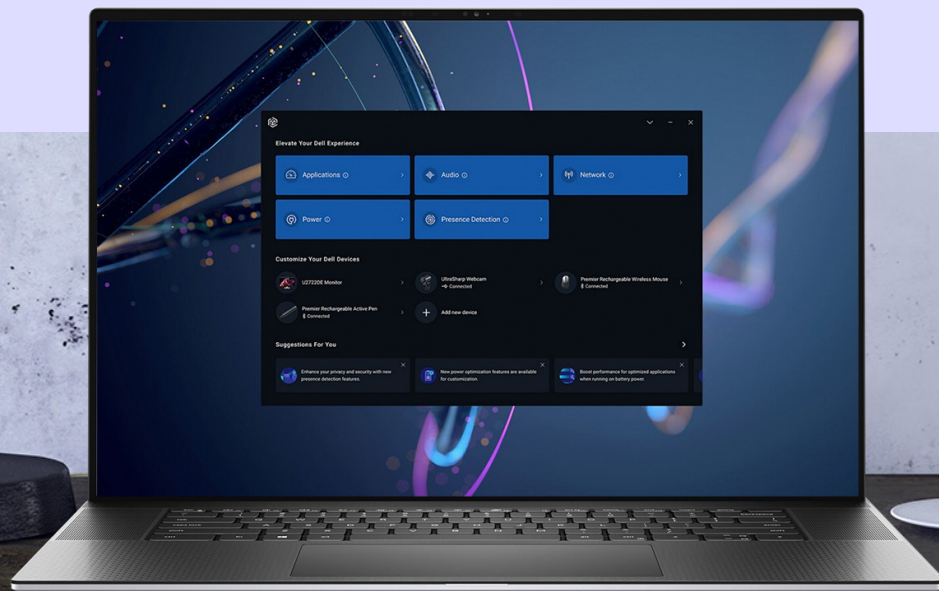 Elevate Your Dell Experience
Applications
Audio
Network
Power
Presence Detection
Customize Your Dell Devices
U2722DE Monitor
UltraSharp Webcam
Connected
Premier Rechargeable Wireless Mouse
Connected
Premier Rechargeable Active Pen
Connected
Add new device
Suggestions For You
Enhance your privacy and security with new
presence detection features.
New power optimization features are available
for customization.
Boost performance for optimized applications
when running on battery power.